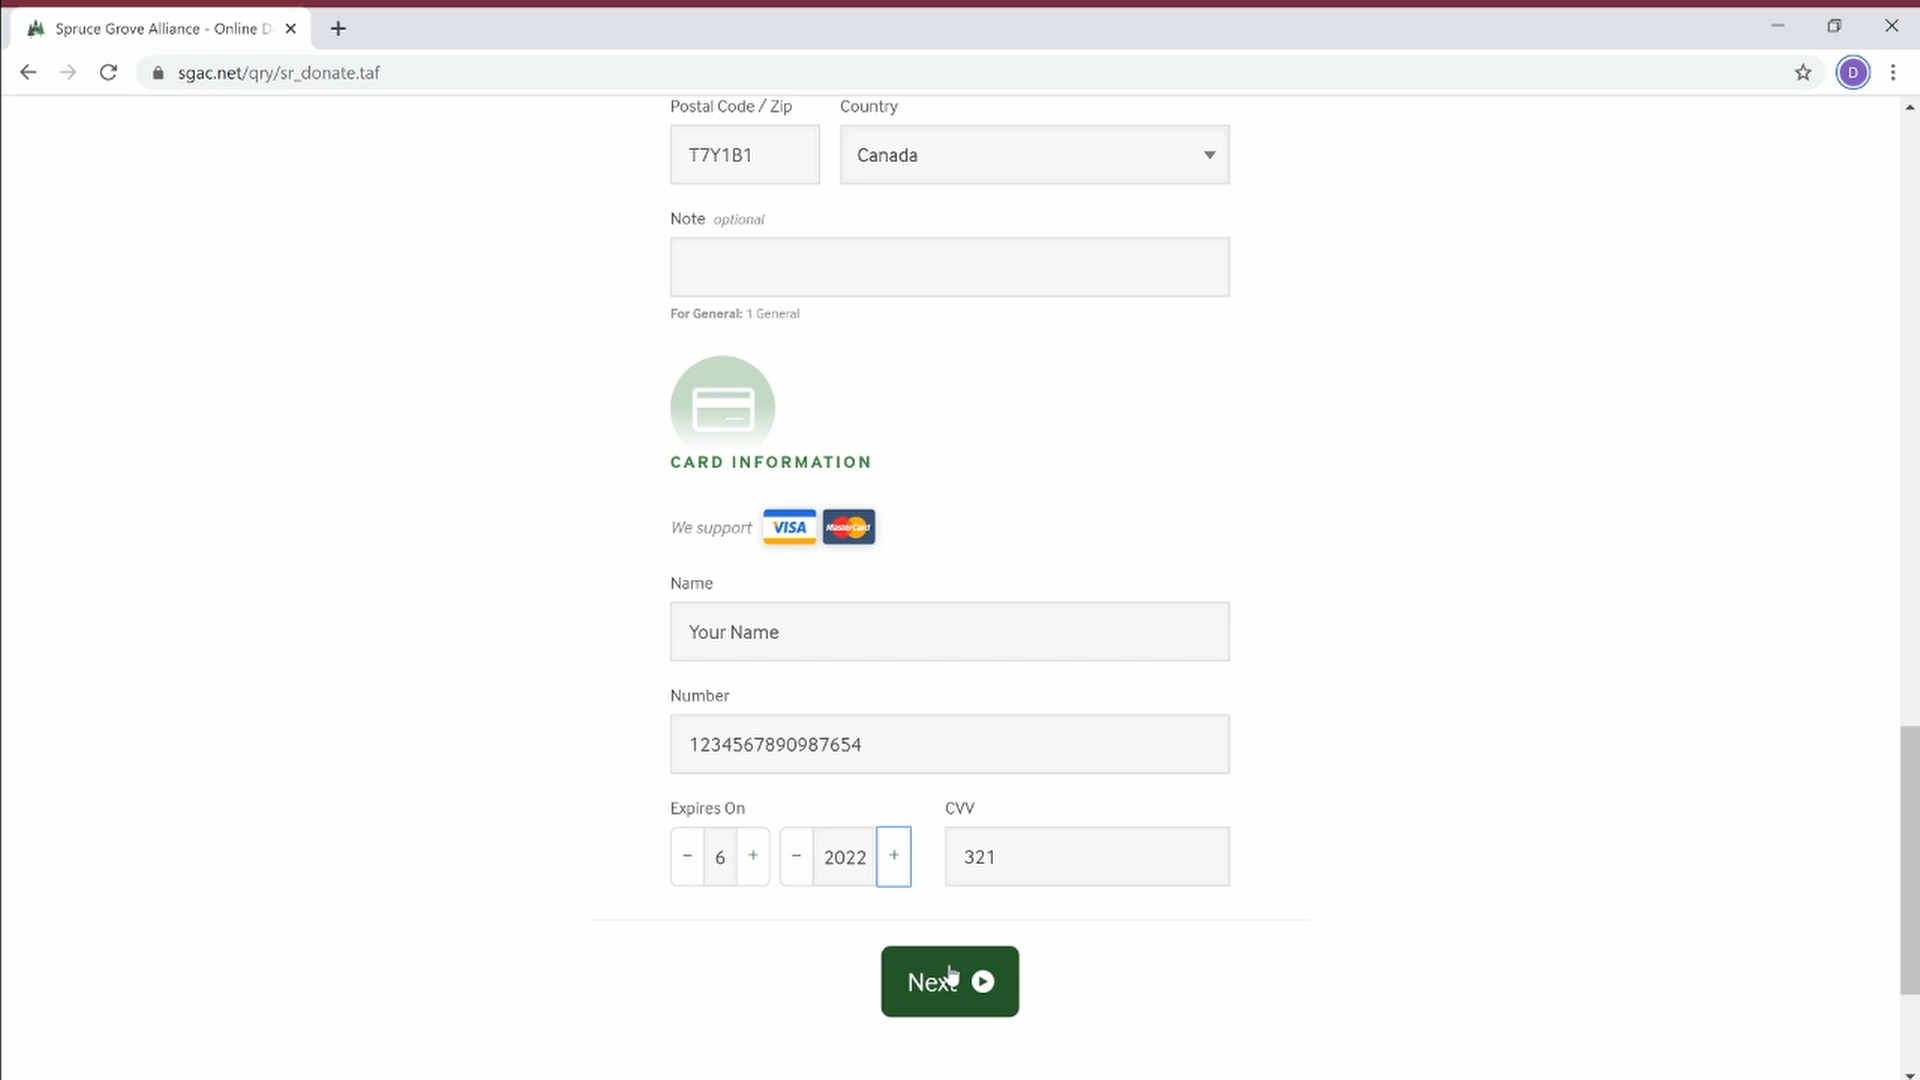 Spruce Grove Alliance - Online D
sgac.net/qry/sr_donate.taf
D
Postal Code / Zip
Country
T7Y1B1
Canada
Note optional
For General: 1 General
CARD INFORMATION
We support VISA MasterCard
Name
Your Name
Number
1234567890987654
Expires On
CVV
− 6 + − 2022 +
321
Next